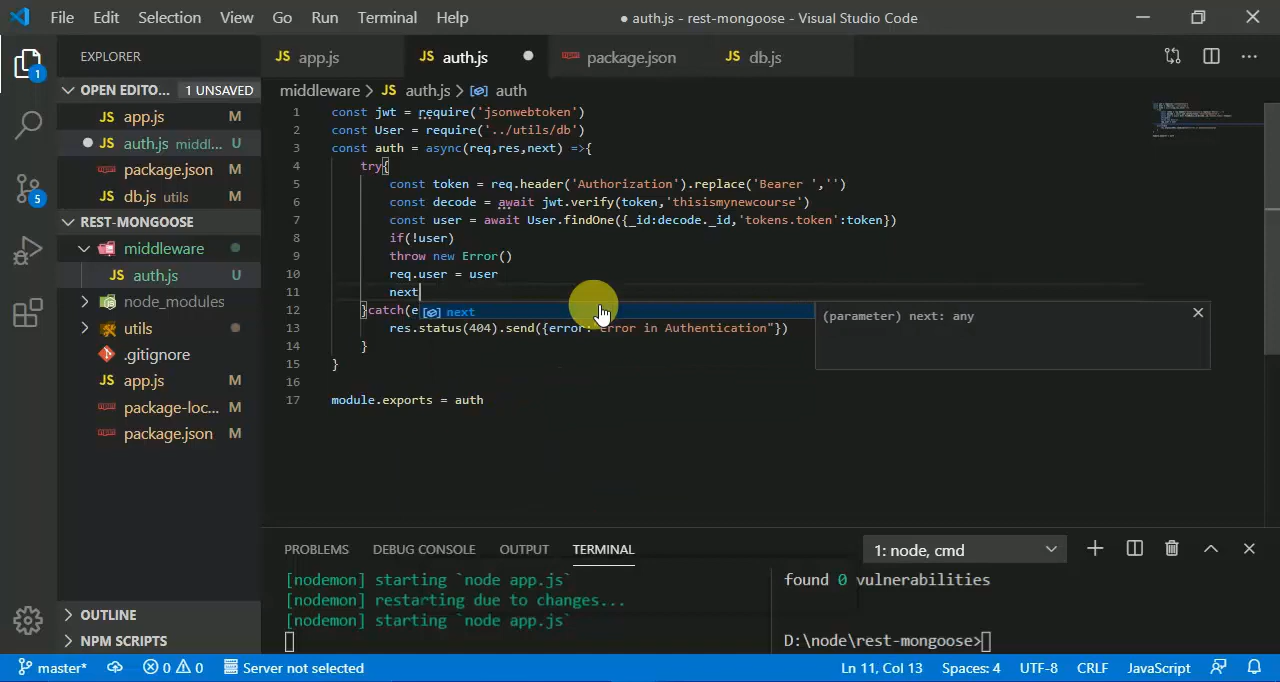 File Edit Selection View Go Run Terminal Help
● auth.js - rest-mongoose - Visual Studio Code
EXPLORER
OPEN EDITO... 1 UNSAVED
JS app.js M
JS auth.js middl... U
package.json M
JS db.js utils M
REST-MONGOOSE
middleware
JS auth.js U
node_modules
utils
.gitignore
JS app.js M
package-loc... M
package.json M
OUTLINE
NPM SCRIPTS
1
5
JS app.js
JS auth.js
package.json
JS db.js
middleware > JS auth.js > auth
1 const jwt = require('jsonwebtoken')
2 const User = require('../utils/db')
3 const auth = async(req,res,next) =>{
4 try{
5 const token = req.header('Authorization').replace('Bearer ','')
6 const decode = await jwt.verify(token,'thisismynewcourse')
7 const user = await User.findOne({_id:decode._id,'tokens.token':token})
8 if(!user)
9 throw new Error()
10 req.user = user
11 next
12 }catch(e
next
(parameter) next: any
13 res.status(404).send({error: error in Authentication"})
14 }
15 }
16
17 module.exports = auth
PROBLEMS DEBUG CONSOLE OUTPUT TERMINAL
1: node, cmd
[nodemon] starting `node app.js`
[nodemon] restarting due to changes...
[nodemon] starting `node app.js`
found 0 vulnerabilities
D:\node\rest-mongoose>
master* 0 0 Server not selected
Ln 11, Col 13 Spaces: 4 UTF-8 CRLF JavaScript